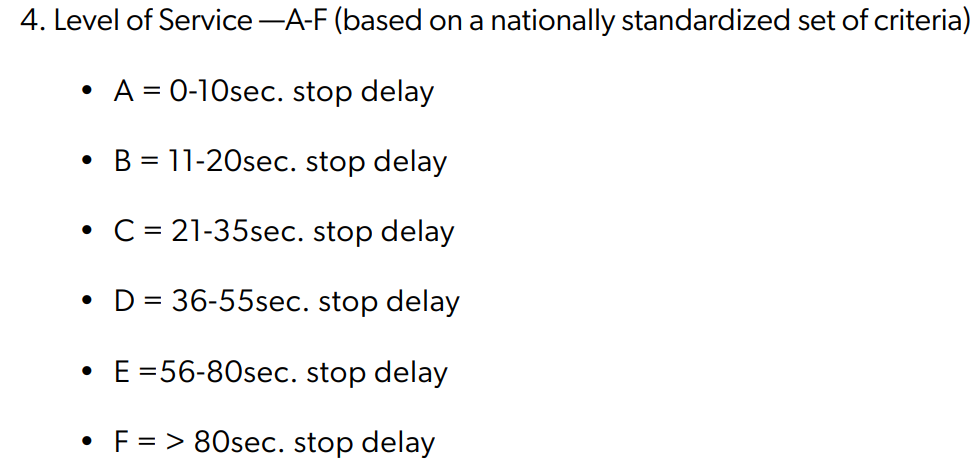 4. Level of Service —A-F (based on a nationally standardized set of criteria)
• A = 0-10sec. stop delay
• B = 11-20sec. stop delay
• C = 21-35sec. stop delay
• D = 36-55sec. stop delay
• E =56-80sec. stop delay
• F = > 80sec. stop delay